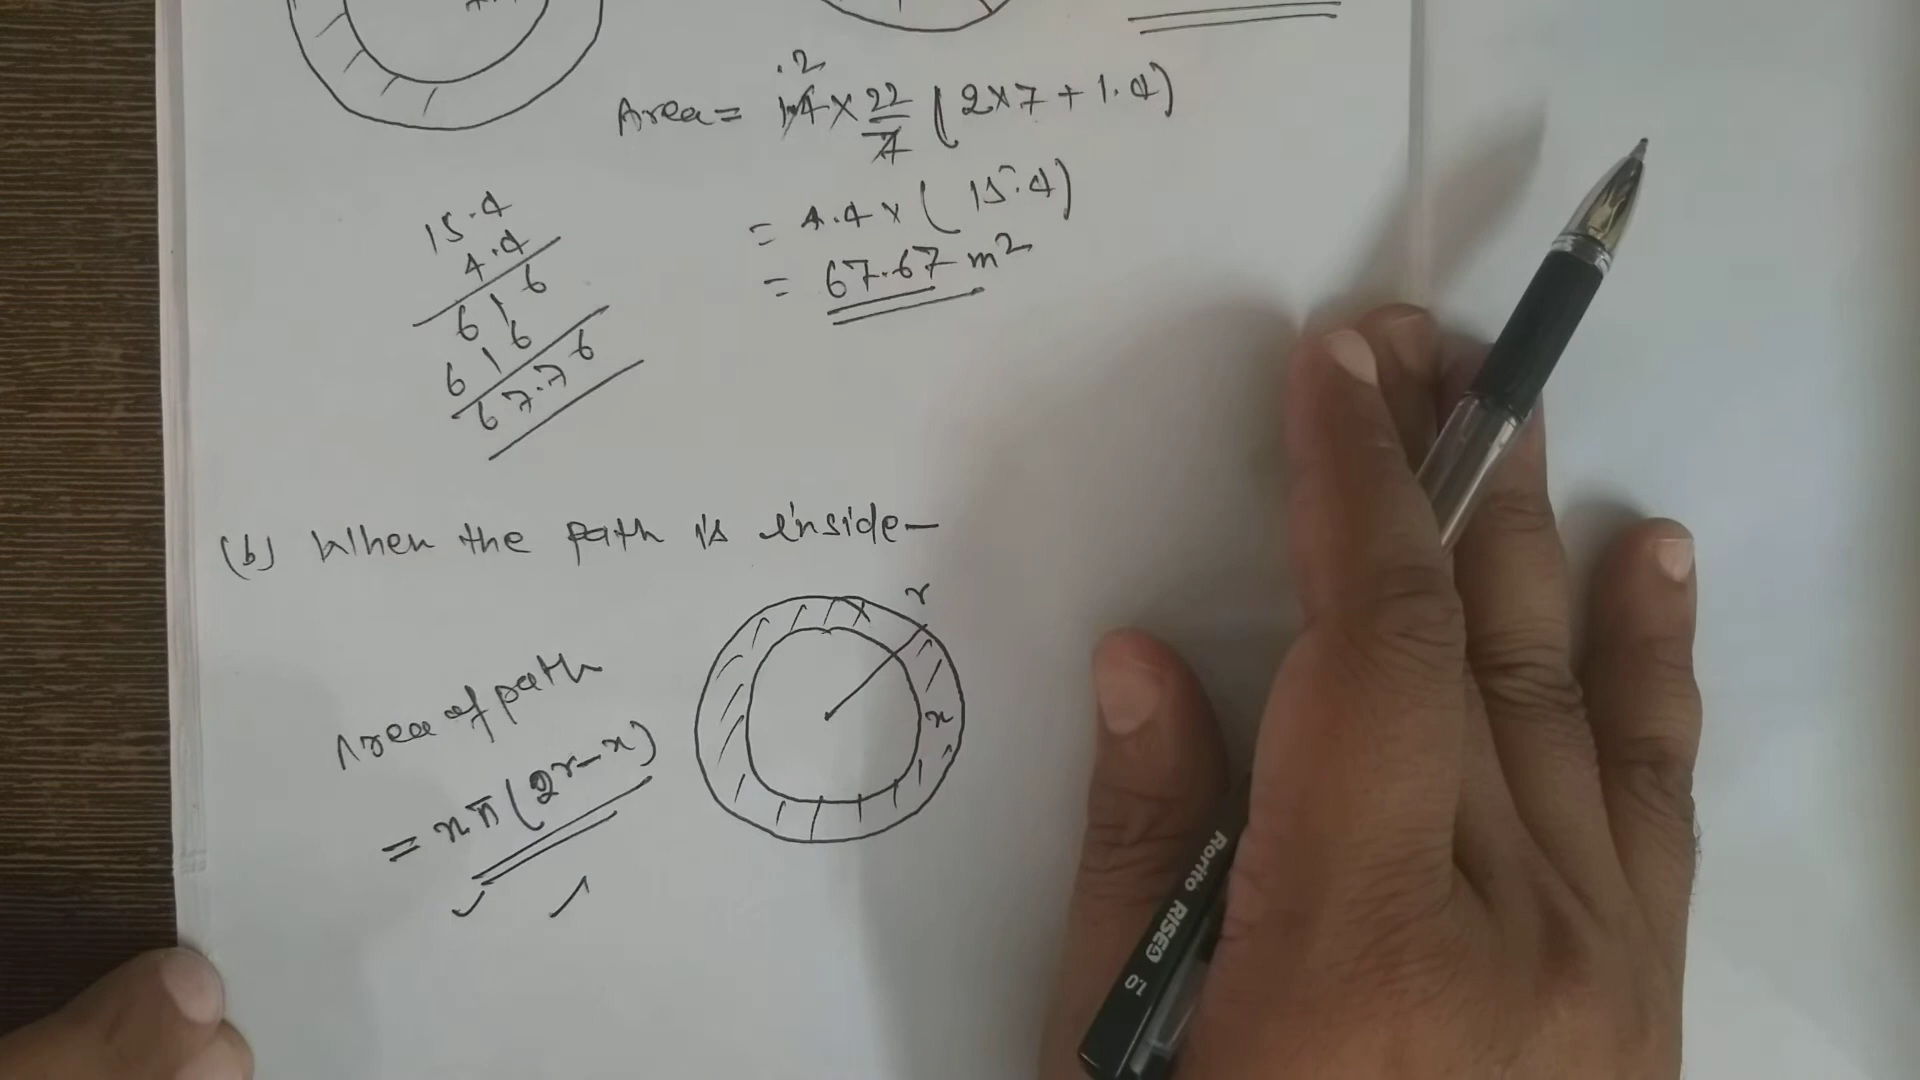 .2
Area = 1.4 × 22/7 (2×7 + 1.4)
= 4.4 × (15.4)
= 67.67 m²
15.4
4.4
616
616
67.76
(b) When the path is inside-
r
x
Area of path
= xπ(2r-x)
Rorito RISER 1.0